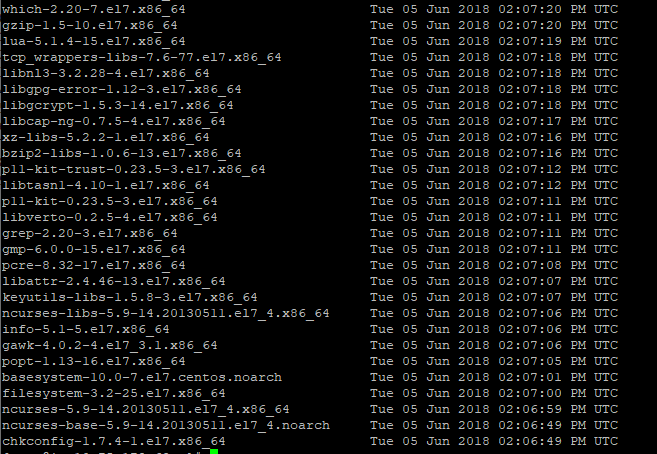 which-2.20-7.el7.x86_64 Tue 05 Jun 2018 02:07:20 PM UTC
gzip-1.5-10.el7.x86_64 Tue 05 Jun 2018 02:07:20 PM UTC
lua-5.1.4-15.el7.x86_64 Tue 05 Jun 2018 02:07:19 PM UTC
tcp_wrappers-libs-7.6-77.el7.x86_64 Tue 05 Jun 2018 02:07:18 PM UTC
libnl3-3.2.28-4.el7.x86_64 Tue 05 Jun 2018 02:07:18 PM UTC
libgpg-error-1.12-3.el7.x86_64 Tue 05 Jun 2018 02:07:18 PM UTC
libgcrypt-1.5.3-14.el7.x86_64 Tue 05 Jun 2018 02:07:18 PM UTC
libcap-ng-0.7.5-4.el7.x86_64 Tue 05 Jun 2018 02:07:17 PM UTC
xz-libs-5.2.2-1.el7.x86_64 Tue 05 Jun 2018 02:07:16 PM UTC
bzip2-libs-1.0.6-13.el7.x86_64 Tue 05 Jun 2018 02:07:16 PM UTC
p11-kit-trust-0.23.5-3.el7.x86_64 Tue 05 Jun 2018 02:07:12 PM UTC
libtasn1-4.10-1.el7.x86_64 Tue 05 Jun 2018 02:07:12 PM UTC
p11-kit-0.23.5-3.el7.x86_64 Tue 05 Jun 2018 02:07:11 PM UTC
libverto-0.2.5-4.el7.x86_64 Tue 05 Jun 2018 02:07:11 PM UTC
grep-2.20-3.el7.x86_64 Tue 05 Jun 2018 02:07:11 PM UTC
gmp-6.0.0-15.el7.x86_64 Tue 05 Jun 2018 02:07:11 PM UTC
pcre-8.32-17.el7.x86_64 Tue 05 Jun 2018 02:07:08 PM UTC
libattr-2.4.46-13.el7.x86_64 Tue 05 Jun 2018 02:07:07 PM UTC
keyutils-libs-1.5.8-3.el7.x86_64 Tue 05 Jun 2018 02:07:07 PM UTC
ncurses-libs-5.9-14.20130511.el7_4.x86_64 Tue 05 Jun 2018 02:07:06 PM UTC
info-5.1-5.el7.x86_64 Tue 05 Jun 2018 02:07:06 PM UTC
gawk-4.0.2-4.el7_3.1.x86_64 Tue 05 Jun 2018 02:07:06 PM UTC
popt-1.13-16.el7.x86_64 Tue 05 Jun 2018 02:07:05 PM UTC
basesystem-10.0-7.el7.centos.noarch Tue 05 Jun 2018 02:07:01 PM UTC
filesystem-3.2-25.el7.x86_64 Tue 05 Jun 2018 02:07:00 PM UTC
ncurses-5.9-14.20130511.el7_4.x86_64 Tue 05 Jun 2018 02:06:59 PM UTC
ncurses-base-5.9-14.20130511.el7_4.noarch Tue 05 Jun 2018 02:06:49 PM UTC
chkconfig-1.7.4-1.el7.x86_64 Tue 05 Jun 2018 02:06:49 PM UTC